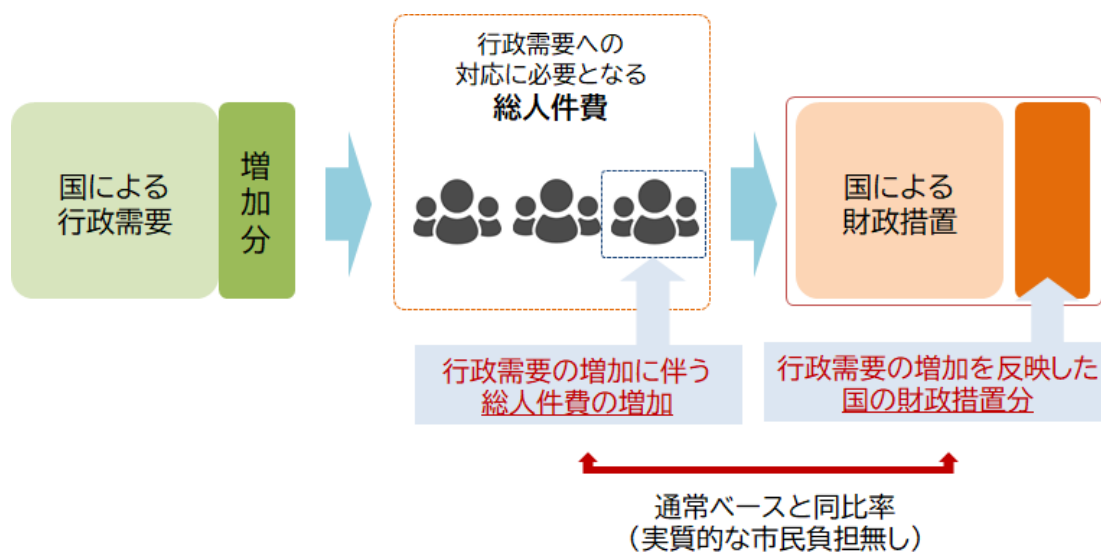 国による
行政需要
増加分
行政需要への
対応に必要となる
総人件費
国による
財政措置
行政需要の増加に伴う
総人件費の増加
行政需要の増加を反映した
国の財政措置分
通常ベースと同比率
（実質的な市民負担無し）